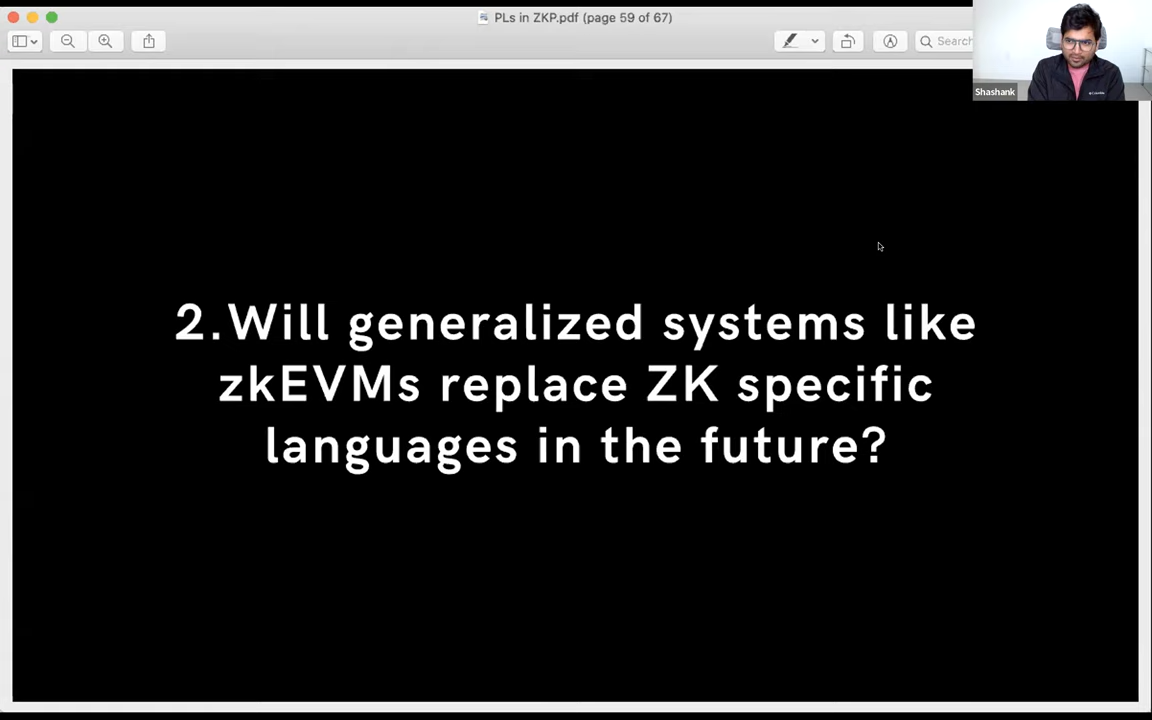 PLs in ZKP.pdf (page 59 of 67)
Search
Shashank
2.Will generalized systems like
zkEVMs replace ZK specific
languages in the future?